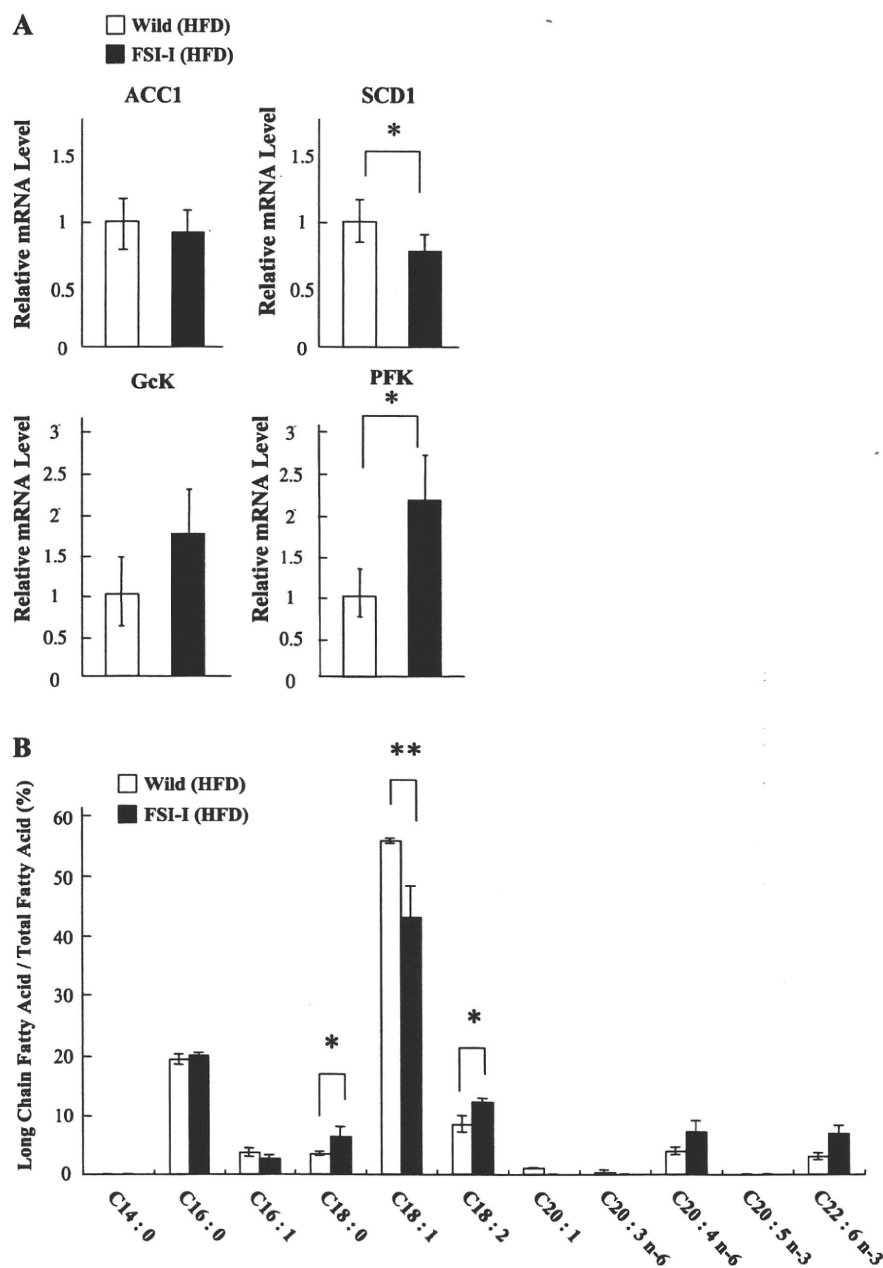 A
Wild (HFD)
FSI-I (HFD)
ACC1
Relative mRNA Level
1.5
1
0.5
0
SCD1
*
Relative mRNA Level
1.5
1
0.5
0
GcK
Relative mRNA Level
3
2.5
2
1.5
1
0.5
0
PFK
*
Relative mRNA Level
3
2.5
2
1.5
1
0.5
0
B
Wild (HFD)
FSI-I (HFD)
Long Chain Fatty Acid / Total Fatty Acid (%)
60
50
40
30
20
10
0
*
**
*
C14 : 0
C16 : 0
C16 : 1
C18 : 0
C18 : 1
C18 : 2
C20 : 1
C20 : 3 n-6
C20 : 4 n-6
C20 : 5 n-3
C22 : 6 n-3